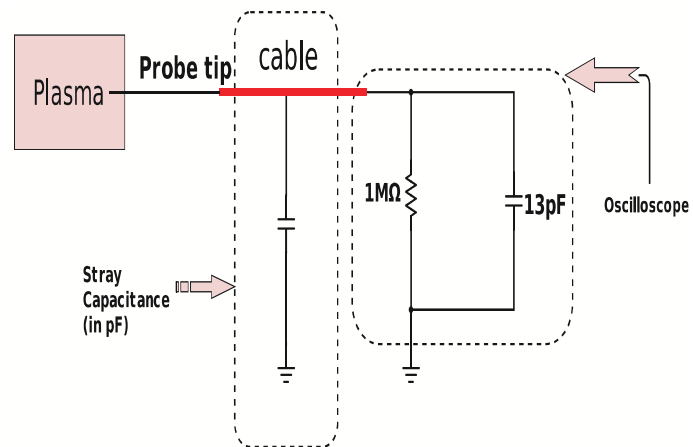 cable
Probe tip
Plasma
1MΩ
13pF
Oscilloscope
Stray
Capacitance
(in pF)